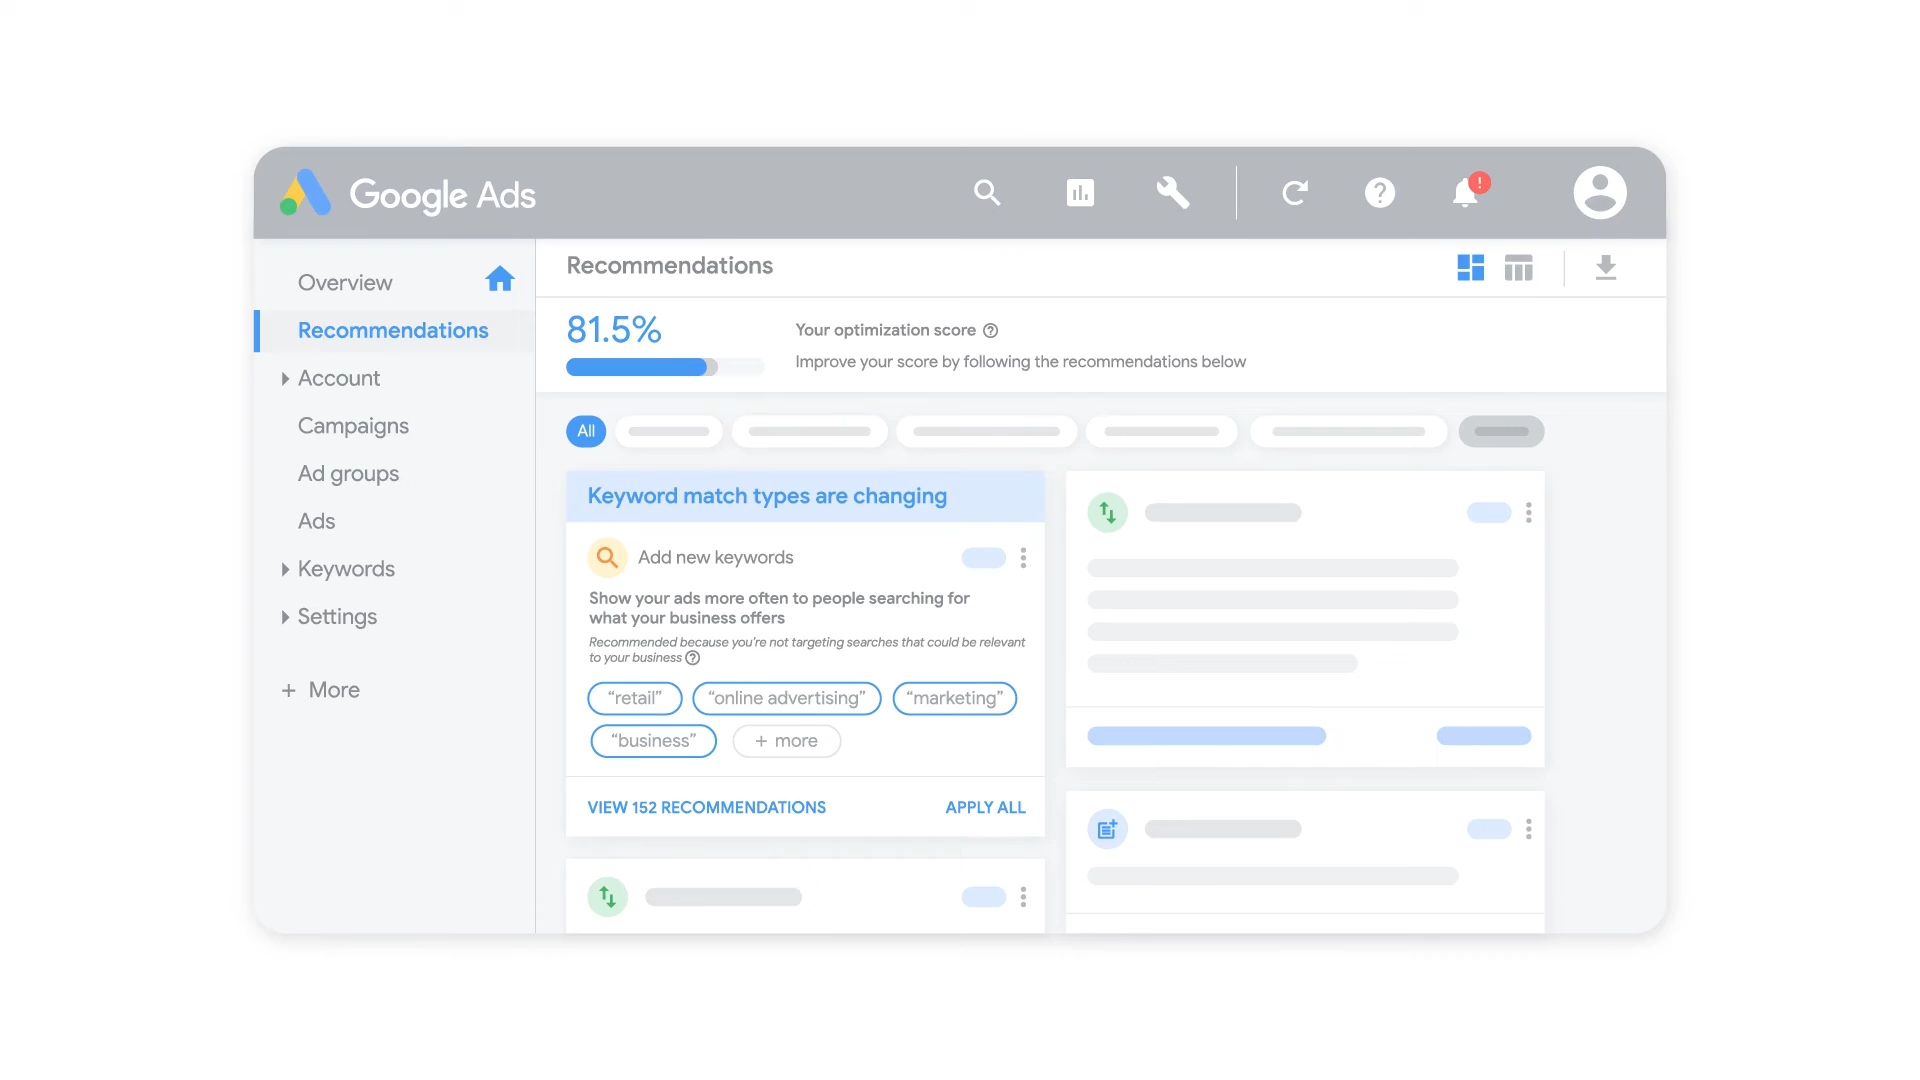 Google Ads
Overview
Recommendations
Account
Campaigns
Ad groups
Ads
Keywords
Settings
+ More
Recommendations
81.5%
Your optimization score ?
Improve your score by following the recommendations below
All
Keyword match types are changing
Add new keywords
Show your ads more often to people searching for
what your business offers
Recommended because you’re not targeting searches that could be relevant
to your business ?
“retail” “online advertising” “marketing”
“business” + more
VIEW 152 RECOMMENDATIONS APPLY ALL